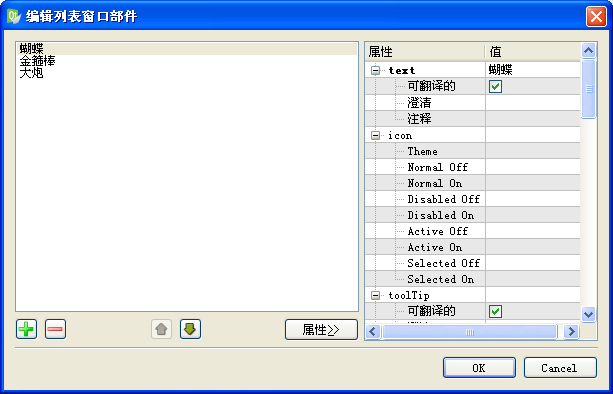 编辑列表窗口部件
蝴蝶
金箍棒
大炮
属性>>
属性 值
text 蝴蝶
可翻译的
澄清
注释
icon
Theme
Normal Off
Normal On
Disabled Off
Disabled On
Active Off
Active On
Selected Off
Selected On
toolTip
可翻译的
OK Cancel